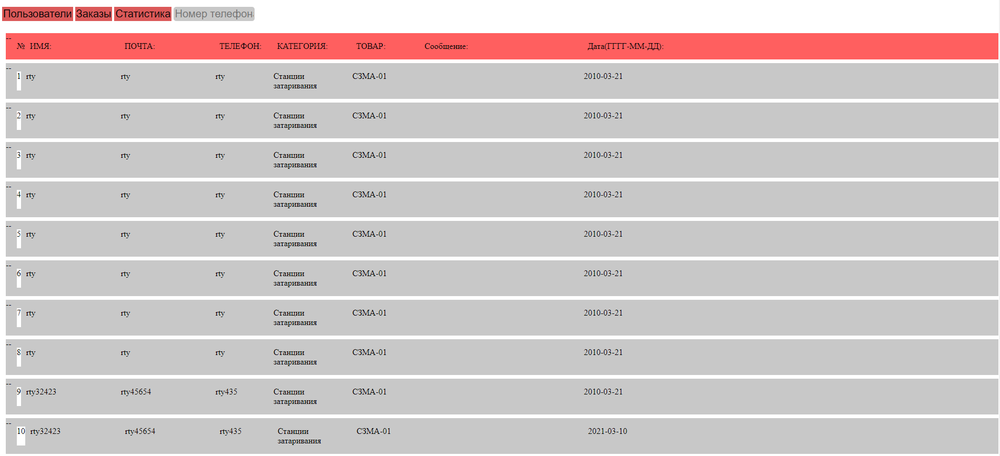 Пользователи Заказы Статистика Номер телефон
--
№ ИМЯ: ПОЧТА: ТЕЛЕФОН: КАТЕГОРИЯ: ТОВАР: Сообщение: Дата(ГГГГ-ММ-ДД):
--
1 rty rty rty Станции СЗМА-01 2010-03-21
затаривания
--
2 rty rty rty Станции СЗМА-01 2010-03-21
затаривания
--
3 rty rty rty Станции СЗМА-01 2010-03-21
затаривания
--
4 rty rty rty Станции СЗМА-01 2010-03-21
затаривания
--
5 rty rty rty Станции СЗМА-01 2010-03-21
затаривания
--
6 rty rty rty Станции СЗМА-01 2010-03-21
затаривания
--
7 rty rty rty Станции СЗМА-01 2010-03-21
затаривания
--
8 rty rty rty Станции СЗМА-01 2010-03-21
затаривания
--
9 rty32423 rty45654 rty435 Станции СЗМА-01 2010-03-21
затаривания
--
10 rty32423 rty45654 rty435 Станции СЗМА-01 2021-03-10
затаривания